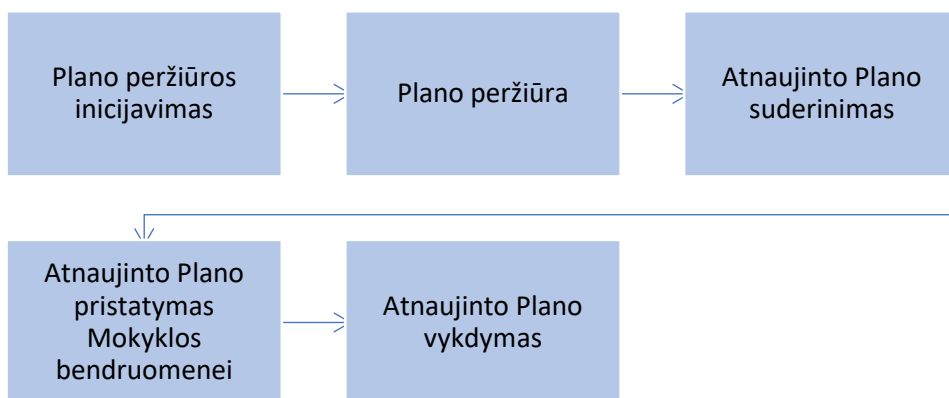 Plano peržiūros
inicijavimas
Plano peržiūra
Atnaujinto Plano
suderinimas
Atnaujinto Plano
pristatymas
Mokyklos
bendruomenei
Atnaujinto Plano
vykdymas